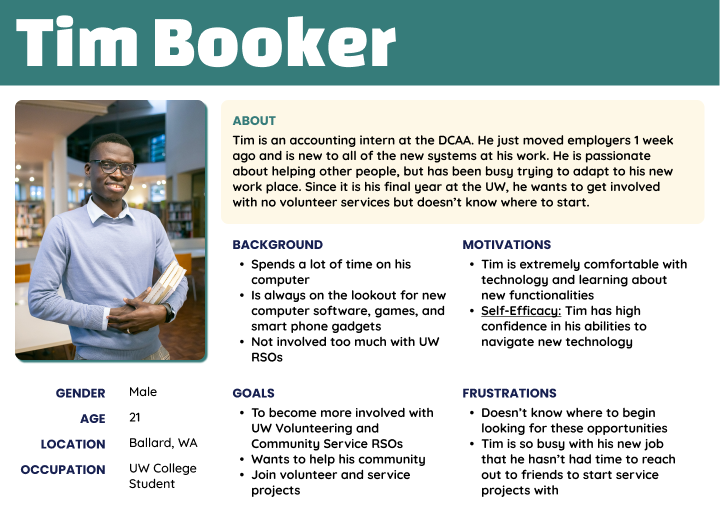 Tim Booker
ABOUT
Tim is an accounting intern at the DCAA. He just moved employers 1 week
ago and is new to all of the new systems at his work. He is passionate
about helping other people, but has been busy trying to adapt to his new
work place. Since it is his final year at the UW, he wants to get involved
with no volunteer services but doesn't know where to start.
BACKGROUND
• Spends a lot of time on his
computer
• Is always on the lookout for new
computer software, games, and
smart phone gadgets
• Not involved too much with UW
RSOs
MOTIVATIONS
• Tim is extremely comfortable with
technology and learning about
new functionalities
• Self-Efficacy: Tim has high
confidence in his abilities to
navigate new technology
GENDER Male
AGE 21
LOCATION Ballard, WA
OCCUPATION UW College
Student
GOALS
• To become more involved with
UW Volunteering and
Community Service RSOs
• Wants to help his community
• Join volunteer and service
projects
FRUSTRATIONS
• Doesn't know where to begin
looking for these opportunities
• Tim is so busy with his new job
that he hasn't had time to reach
out to friends to start service
projects with